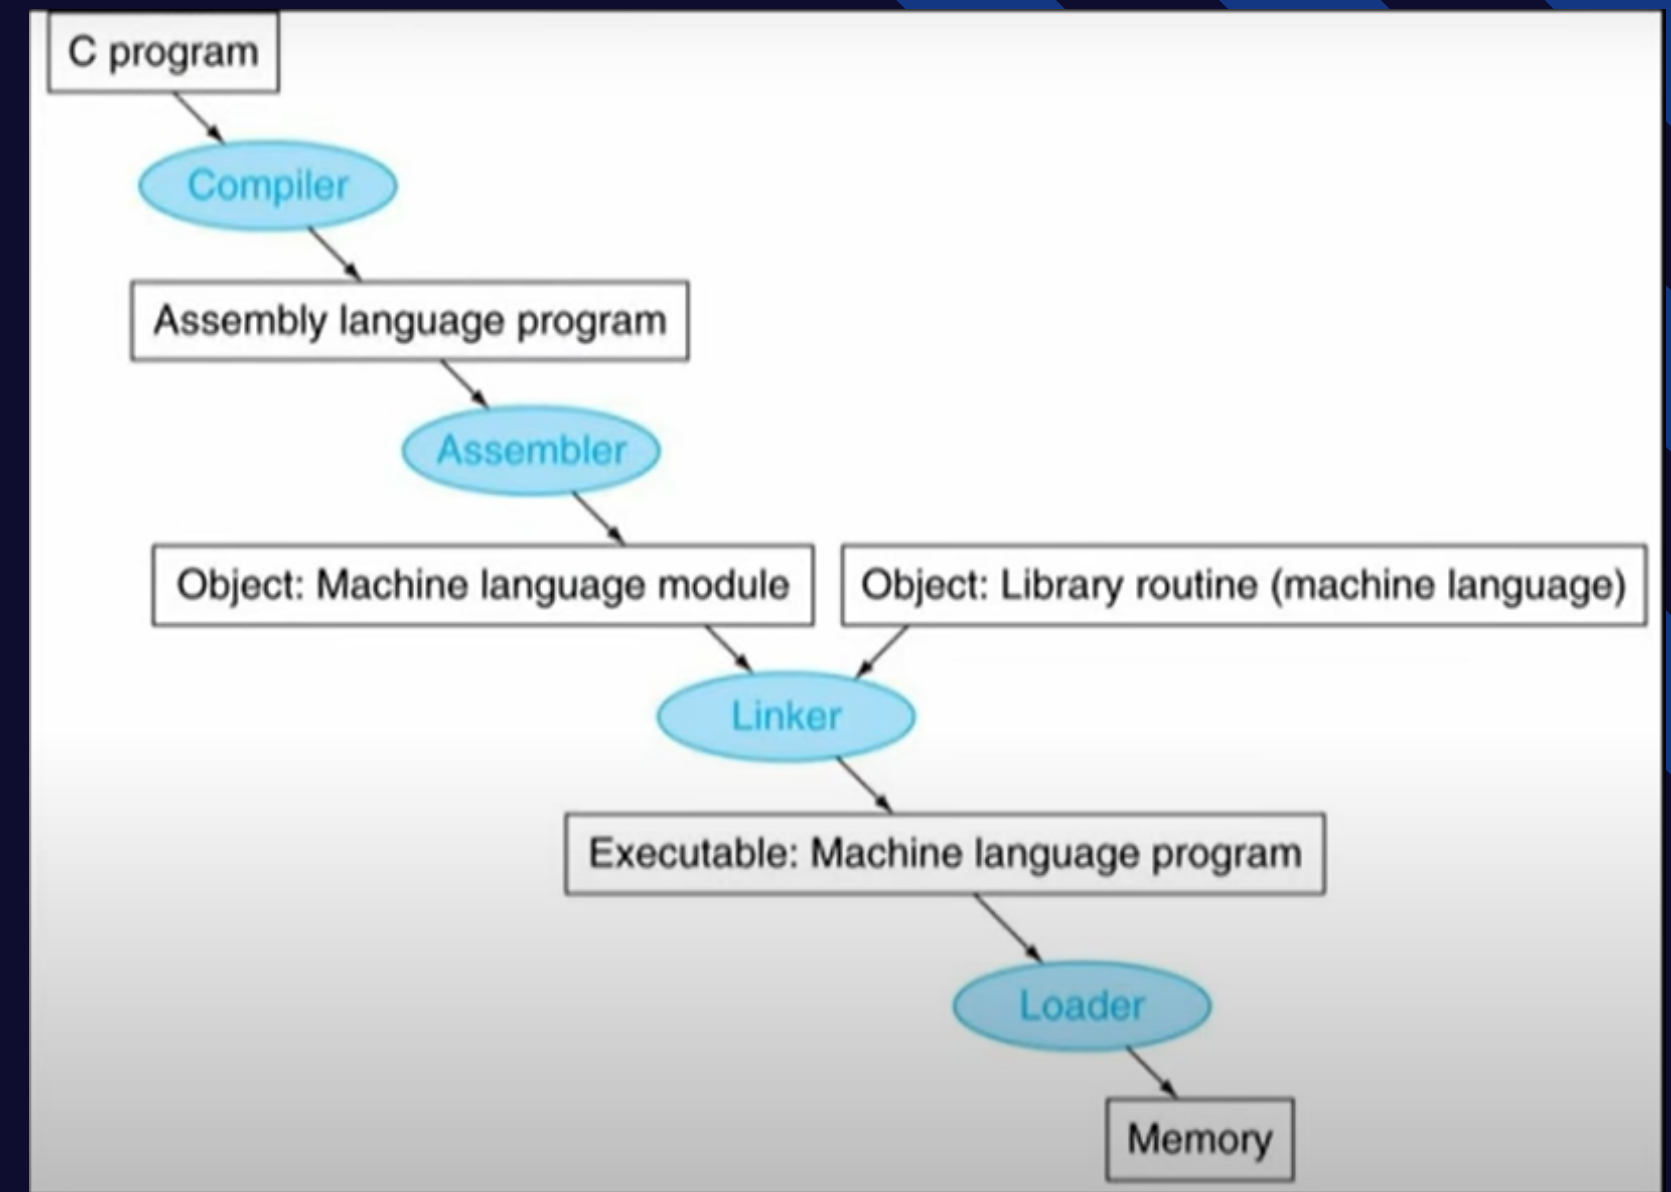 C program
Compiler
Assembly language program
Assembler
Object: Machine language module
Object: Library routine (machine language)
Linker
Executable: Machine language program
Loader
Memory